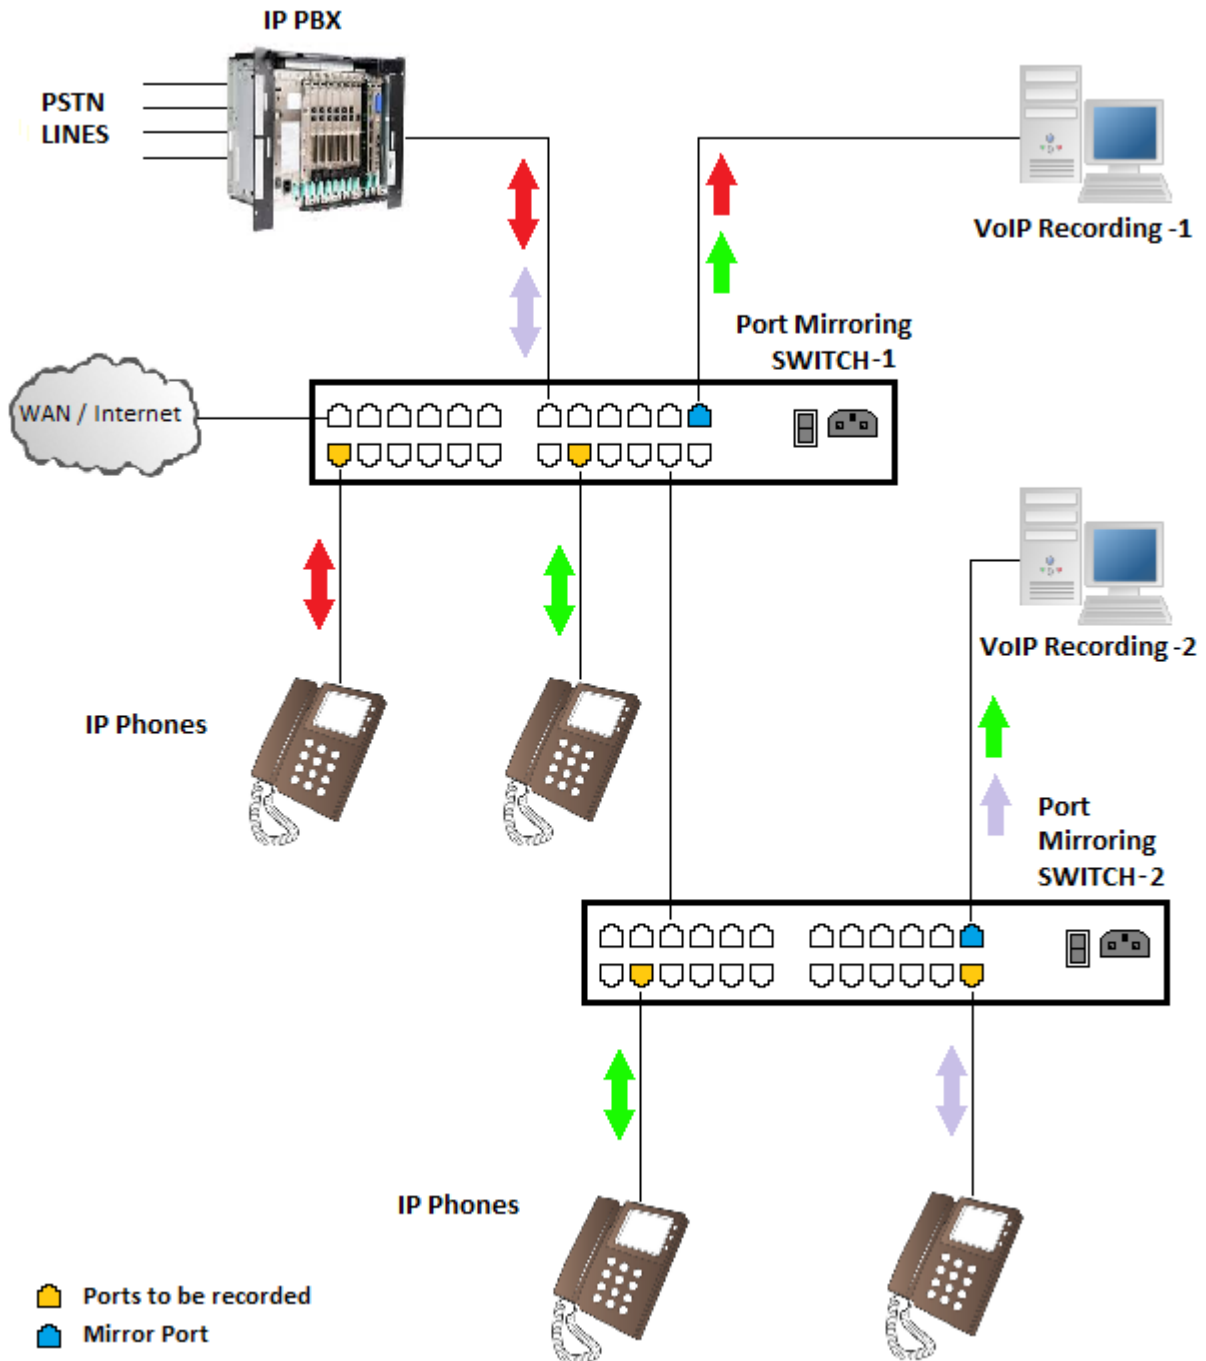 IP PBX
PSTN
LINES
VoIP Recording -1
Port Mirroring
SWITCH-1
WAN / Internet
VoIP Recording -2
IP Phones
Port
Mirroring
SWITCH-2
IP Phones
Ports to be recorded
Mirror Port